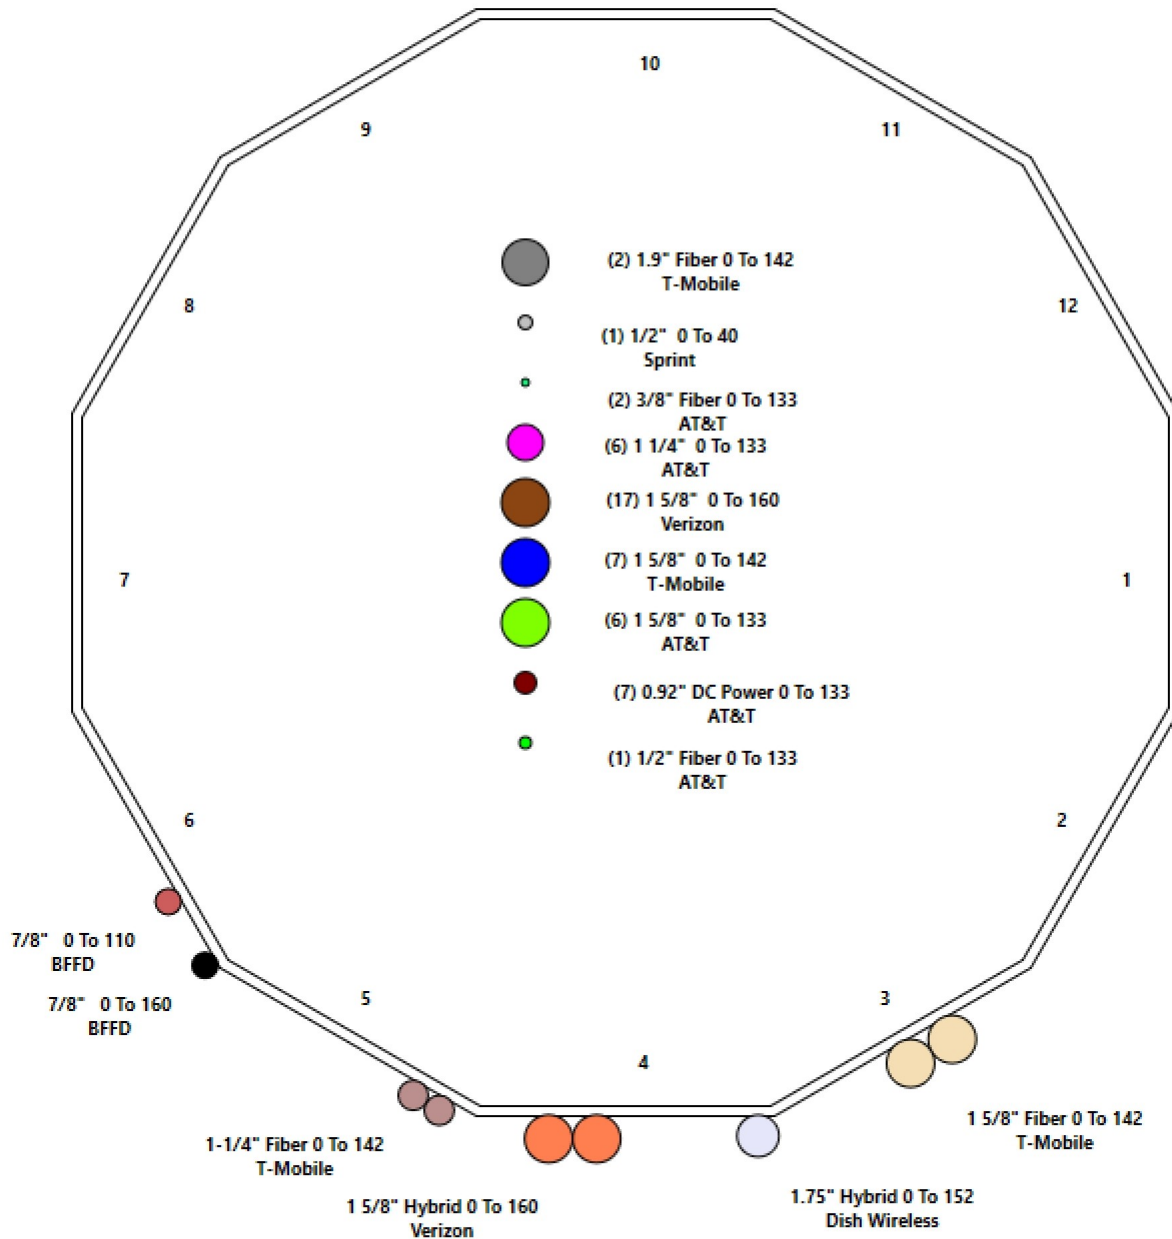 10
9
11
8
12
(2) 1.9" Fiber 0 To 142
T-Mobile
(1) 1/2" 0 To 40
Sprint
(2) 3/8" Fiber 0 To 133
AT&T
(6) 1 1/4" 0 To 133
AT&T
(17) 1 5/8" 0 To 160
Verizon
(7) 1 5/8" 0 To 142
T-Mobile
7
1
(6) 1 5/8" 0 To 133
AT&T
(7) 0.92" DC Power 0 To 133
AT&T
(1) 1/2" Fiber 0 To 133
AT&T
6
2
7/8" 0 To 110
BFFD
7/8" 0 To 160
BFFD
5
3
4
1-1/4" Fiber 0 To 142
T-Mobile
1 5/8" Fiber 0 To 142
T-Mobile
1 5/8" Hybrid 0 To 160
Verizon
1.75" Hybrid 0 To 152
Dish Wireless